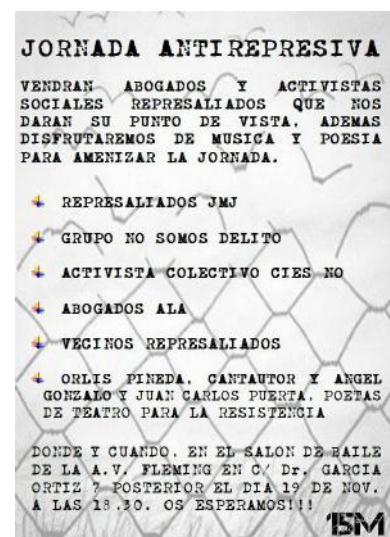 JORNADA ANTIREPRESIVA
VENDRAN ABOGADOS Y ACTIVISTAS
SOCIALES REPRESALIADOS QUE NOS
DARAN SU PUNTO DE VISTA. ADEMAS
DISFRUTAREMOS DE MUSICA Y POESIA
PARA AMENIZAR LA JORNADA.
REPRESALIADOS JMJ
GRUPO NO SOMOS DELITO
ACTIVISTA COLECTIVO CIES NO
ABOGADOS ALA
VECINOS REPRESALIADOS
ORLIS PINEDA. CANTAUTOR Y ANGEL
GONZALO Y JUAN CARLOS PUERTA. POETAS
DE TEATRO PARA LA RESISTENCIA
DONDE Y CUANDO. EN EL SALON DE BAILE
DE LA A.V. FLEMING EN C/ Dr. GARCIA
ORTIZ 7 POSTERIOR EL DIA 19 DE NOV.
A LAS 18.30. OS ESPERAMOS!!!
15M